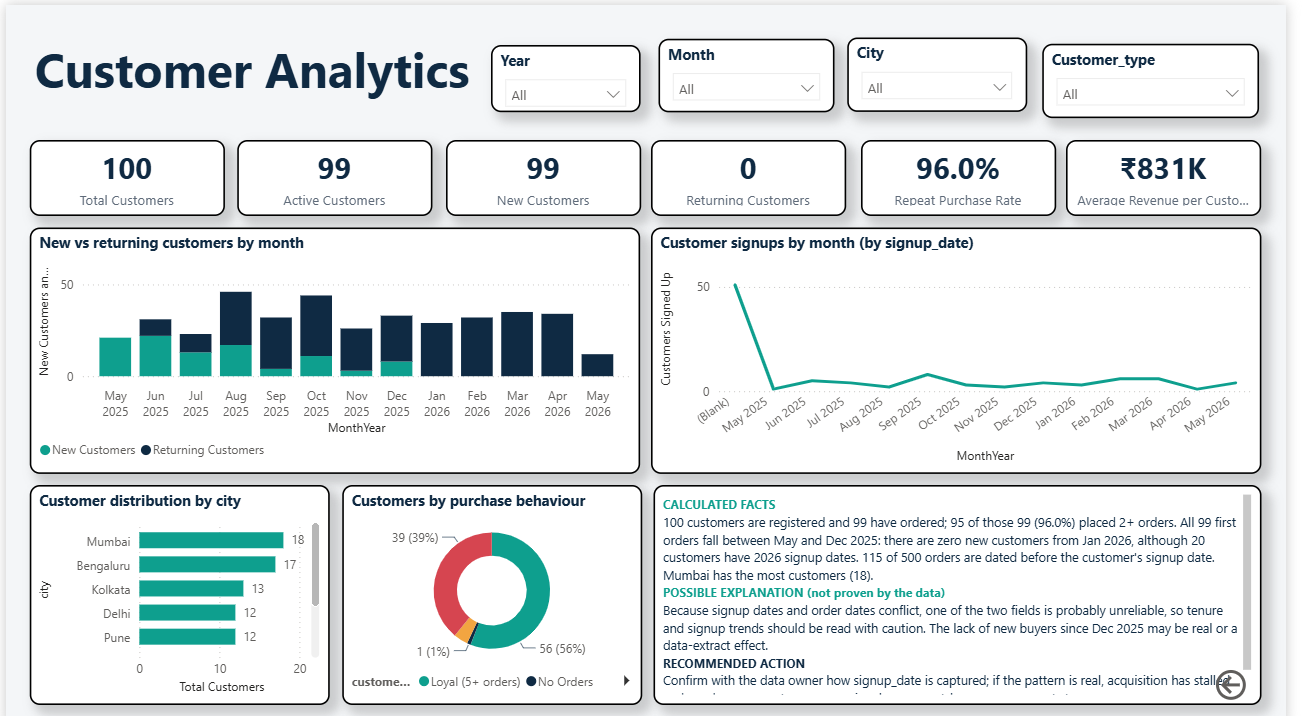 Customer Analytics
Year
All
Month
All
City
All
Customer_type
All
100
Total Customers
99
Active Customers
99
New Customers
0
Returning Customers
96.0%
Repeat Purchase Rate
₹831K
Average Revenue per Custo...
New vs returning customers by month
New Customers an...
50
0
May 2025
Jun 2025
Jul 2025
Aug 2025
Sep 2025
Oct 2025
Nov 2025
Dec 2025
Jan 2026
Feb 2026
Mar 2026
Apr 2026
May 2026
MonthYear
New Customers Returning Customers
Customer signups by month (by signup_date)
Customers Signed Up
50
0
(Blank)
May 2025
Jun 2025
Jul 2025
Aug 2025
Sep 2025
Oct 2025
Nov 2025
Dec 2025
Jan 2026
Feb 2026
Mar 2026
Apr 2026
May 2026
MonthYear
Customer distribution by city
city
Mumbai 18
Bengaluru 17
Kolkata 13
Delhi 12
Pune 12
0 10 20
Total Customers
Customers by purchase behaviour
39 (39%)
1 (1%)
56 (56%)
custome... Loyal (5+ orders) No Orders
CALCULATED FACTS
100 customers are registered and 99 have ordered; 95 of those 99 (96.0%) placed 2+ orders. All 99 first
orders fall between May and Dec 2025: there are zero new customers from Jan 2026, although 20
customers have 2026 signup dates. 115 of 500 orders are dated before the customer's signup date.
Mumbai has the most customers (18).
POSSIBLE EXPLANATION (not proven by the data)
Because signup dates and order dates conflict, one of the two fields is probably unreliable, so tenure
and signup trends should be read with caution. The lack of new buyers since Dec 2025 may be real or a
data-extract effect.
RECOMMENDED ACTION
Confirm with the data owner how signup_date is captured; if the pattern is real, acquisition has stalled